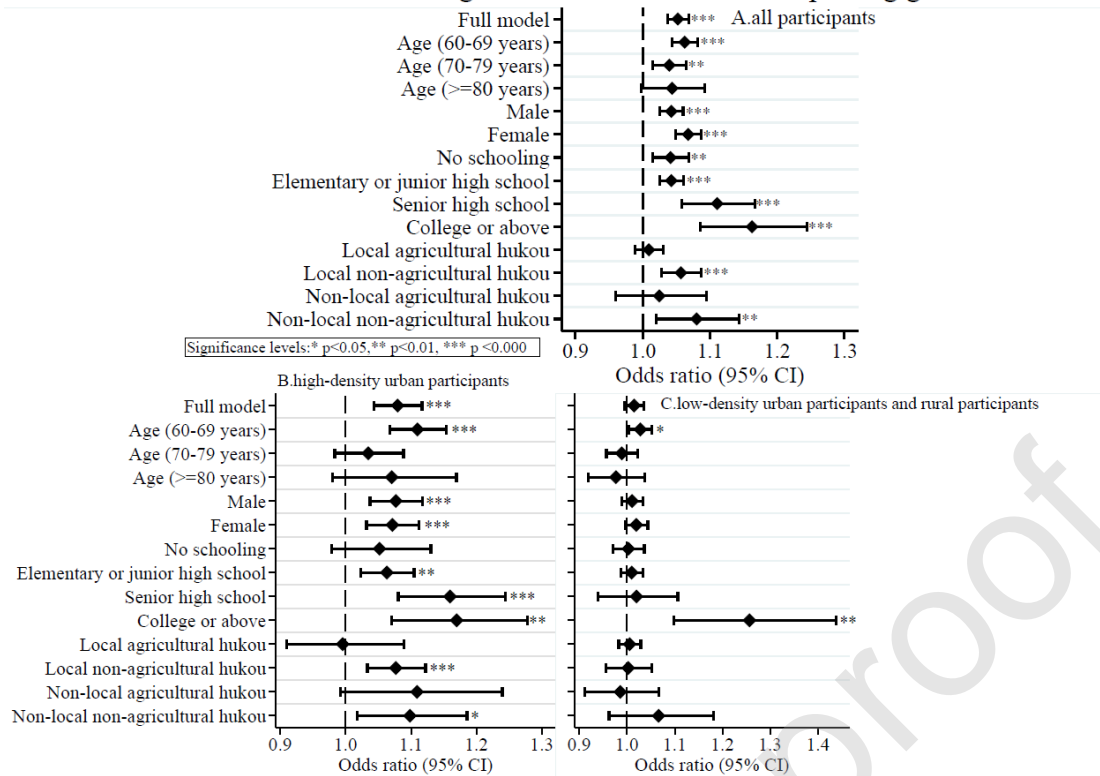 Full model *** A.all participants
Age (60-69 years) ***
Age (70-79 years) **
Age (>=80 years)
Male ***
Female ***
No schooling **
Elementary or junior high school ***
Senior high school ***
College or above ***
Local agricultural hukou
Local non-agricultural hukou ***
Non-local agricultural hukou
Non-local non-agricultural hukou **
0.9 1.0 1.1 1.2 1.3
Odds ratio (95% CI)
Significance levels:* p<0.05,** p<0.01, *** p <0.000
B.high-density urban participants
Full model ***
Age (60-69 years) ***
Age (70-79 years)
Age (>=80 years)
Male ***
Female ***
No schooling
Elementary or junior high school **
Senior high school ***
College or above **
Local agricultural hukou
Local non-agricultural hukou ***
Non-local agricultural hukou
Non-local non-agricultural hukou *
0.9 1.0 1.1 1.2 1.3
Odds ratio (95% CI)
C.low-density urban participants and rural participants
*
**
0.9 1.0 1.1 1.2 1.3 1.4
Odds ratio (95% CI)
proof